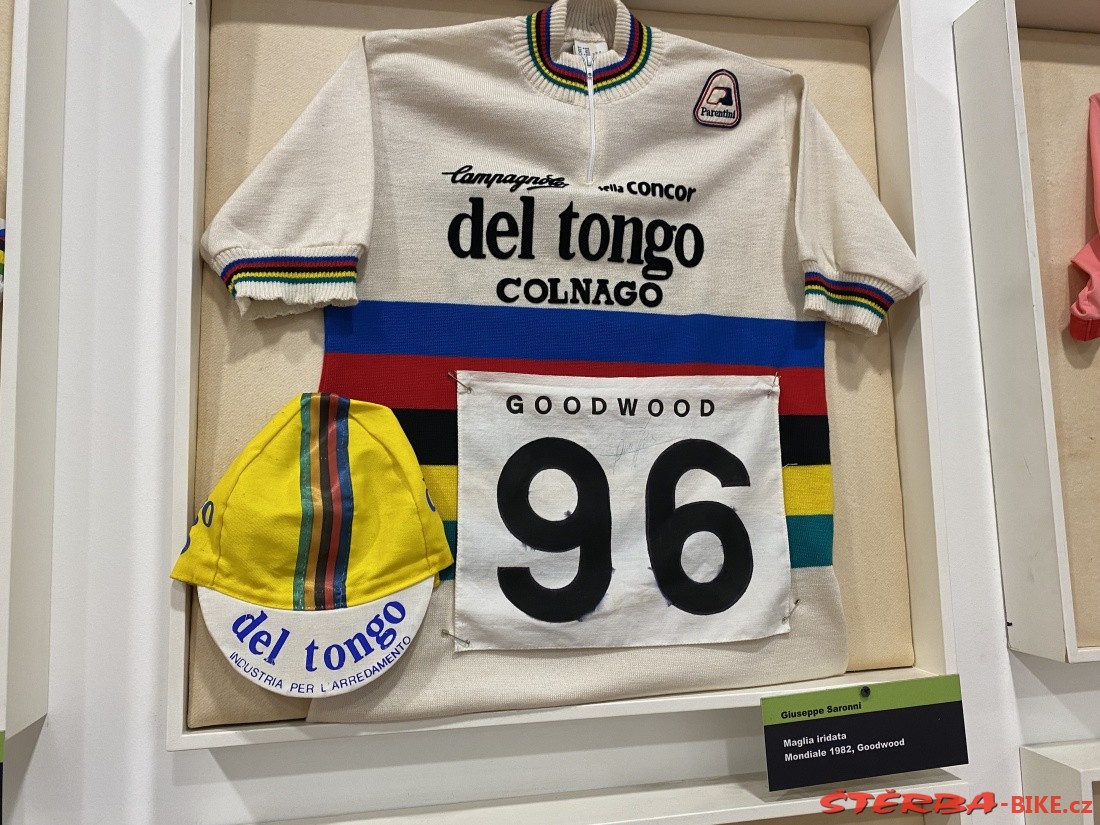 Parentini
Campagnolo
sella CONCOR
del tongo
COLNAGO
GOODWOOD
96
del tongo
INDUSTRIA PER L'ARREDAMENTO
Giuseppe Saronni
Maglia iridata
Mondiale 1982, Goodwood
ŠTĚRBA-BIKE.cz